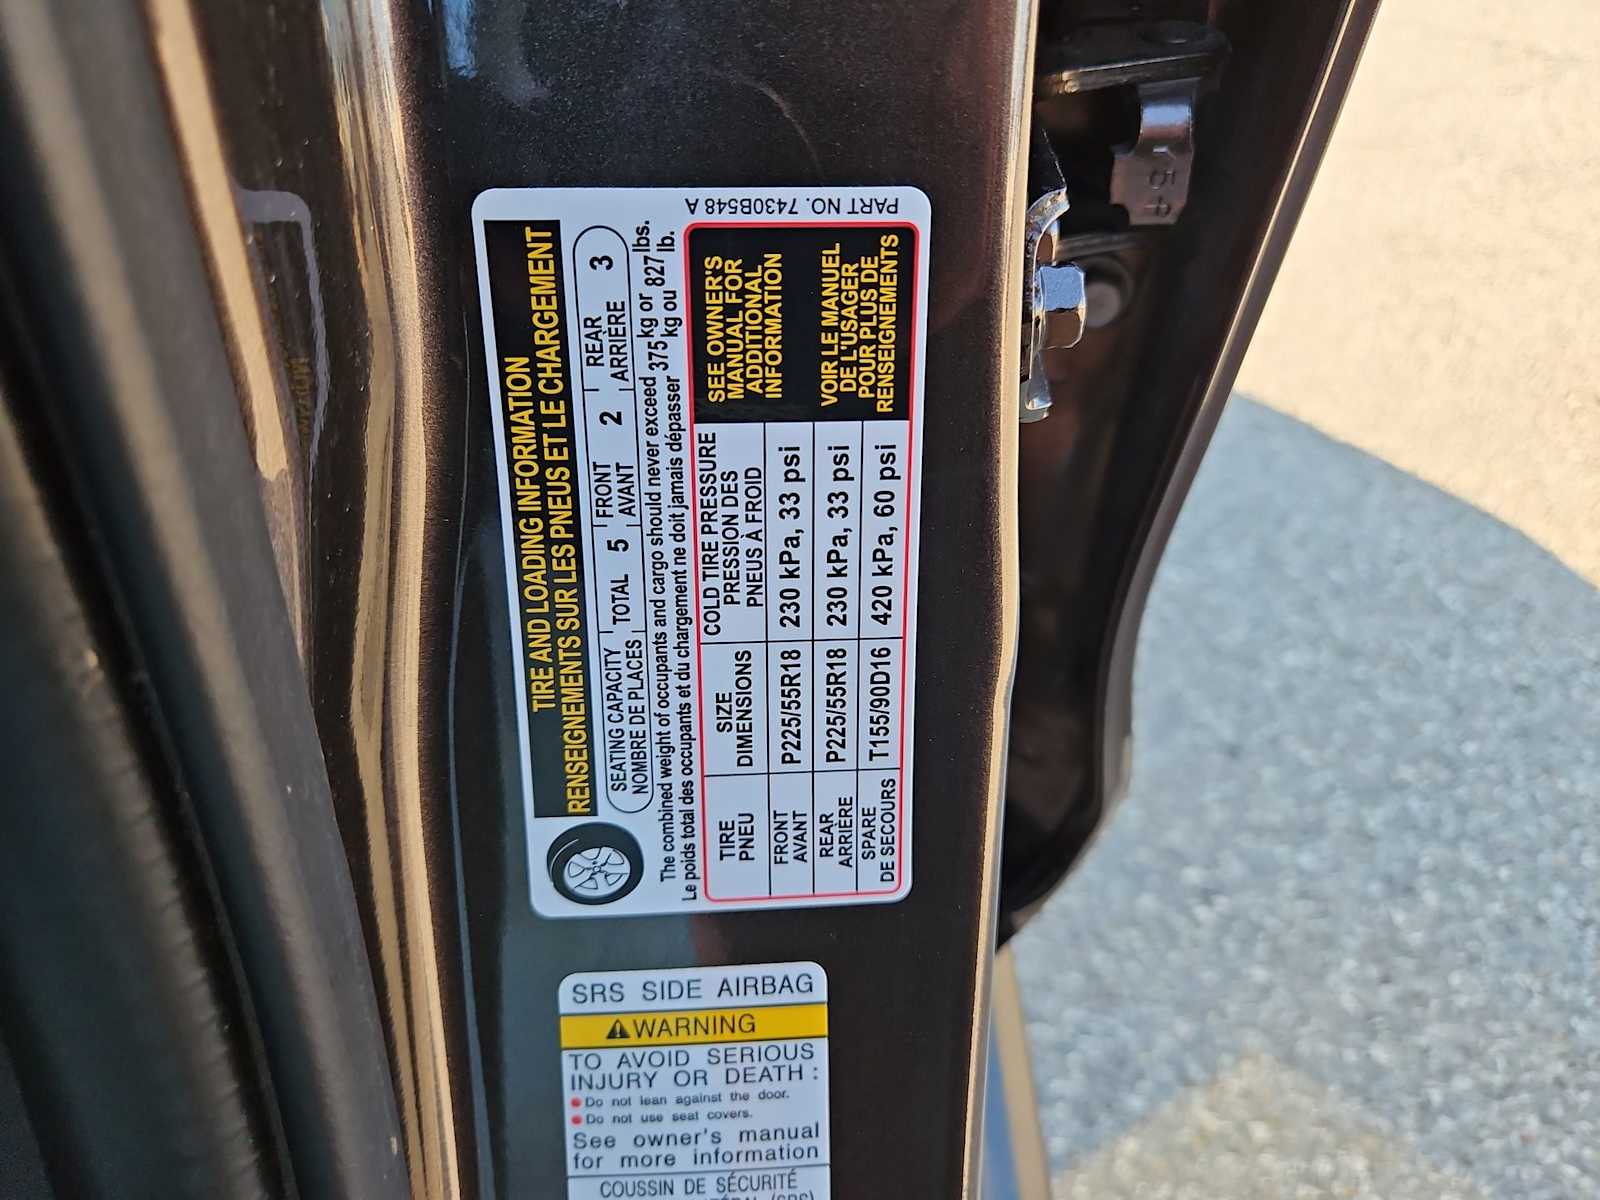 PART NO. 7430B548 A
TIRE AND LOADING INFORMATION
RENSEIGNEMENTS SUR LES PNEUS ET LE CHARGEMENT
SEATING CAPACITY TOTAL 5 FRONT 2 REAR 3
NOMBRE DE PLACES AVANT ARRIÈRE
The combined weight of occupants and cargo should never exceed 375 kg or 827 lbs.
Le poids total des occupants et du chargement ne doit jamais dépasser kg ou lb.
TIRE SIZE COLD TIRE PRESSURE
PNEU DIMENSIONS PRESSION DES
PNEUS À FROID
FRONT P225/55R18 230 kPa, 33 psi
AVANT
REAR P225/55R18 230 kPa, 33 psi
ARRIÈRE
SPARE T155/90D16 420 kPa, 60 psi
DE SECOURS
SEE OWNER'S
MANUAL FOR
ADDITIONAL
INFORMATION
VOIR LE MANUEL
DE L'USAGER
POUR PLUS DE
RENSEIGNEMENTS
SRS SIDE AIRBAG
WARNING
TO AVOID SERIOUS
INJURY OR DEATH :
Do not lean against the door.
Do not use seat covers.
See owner's manual
for more information
COUSSIN DE SÉCURITÉ